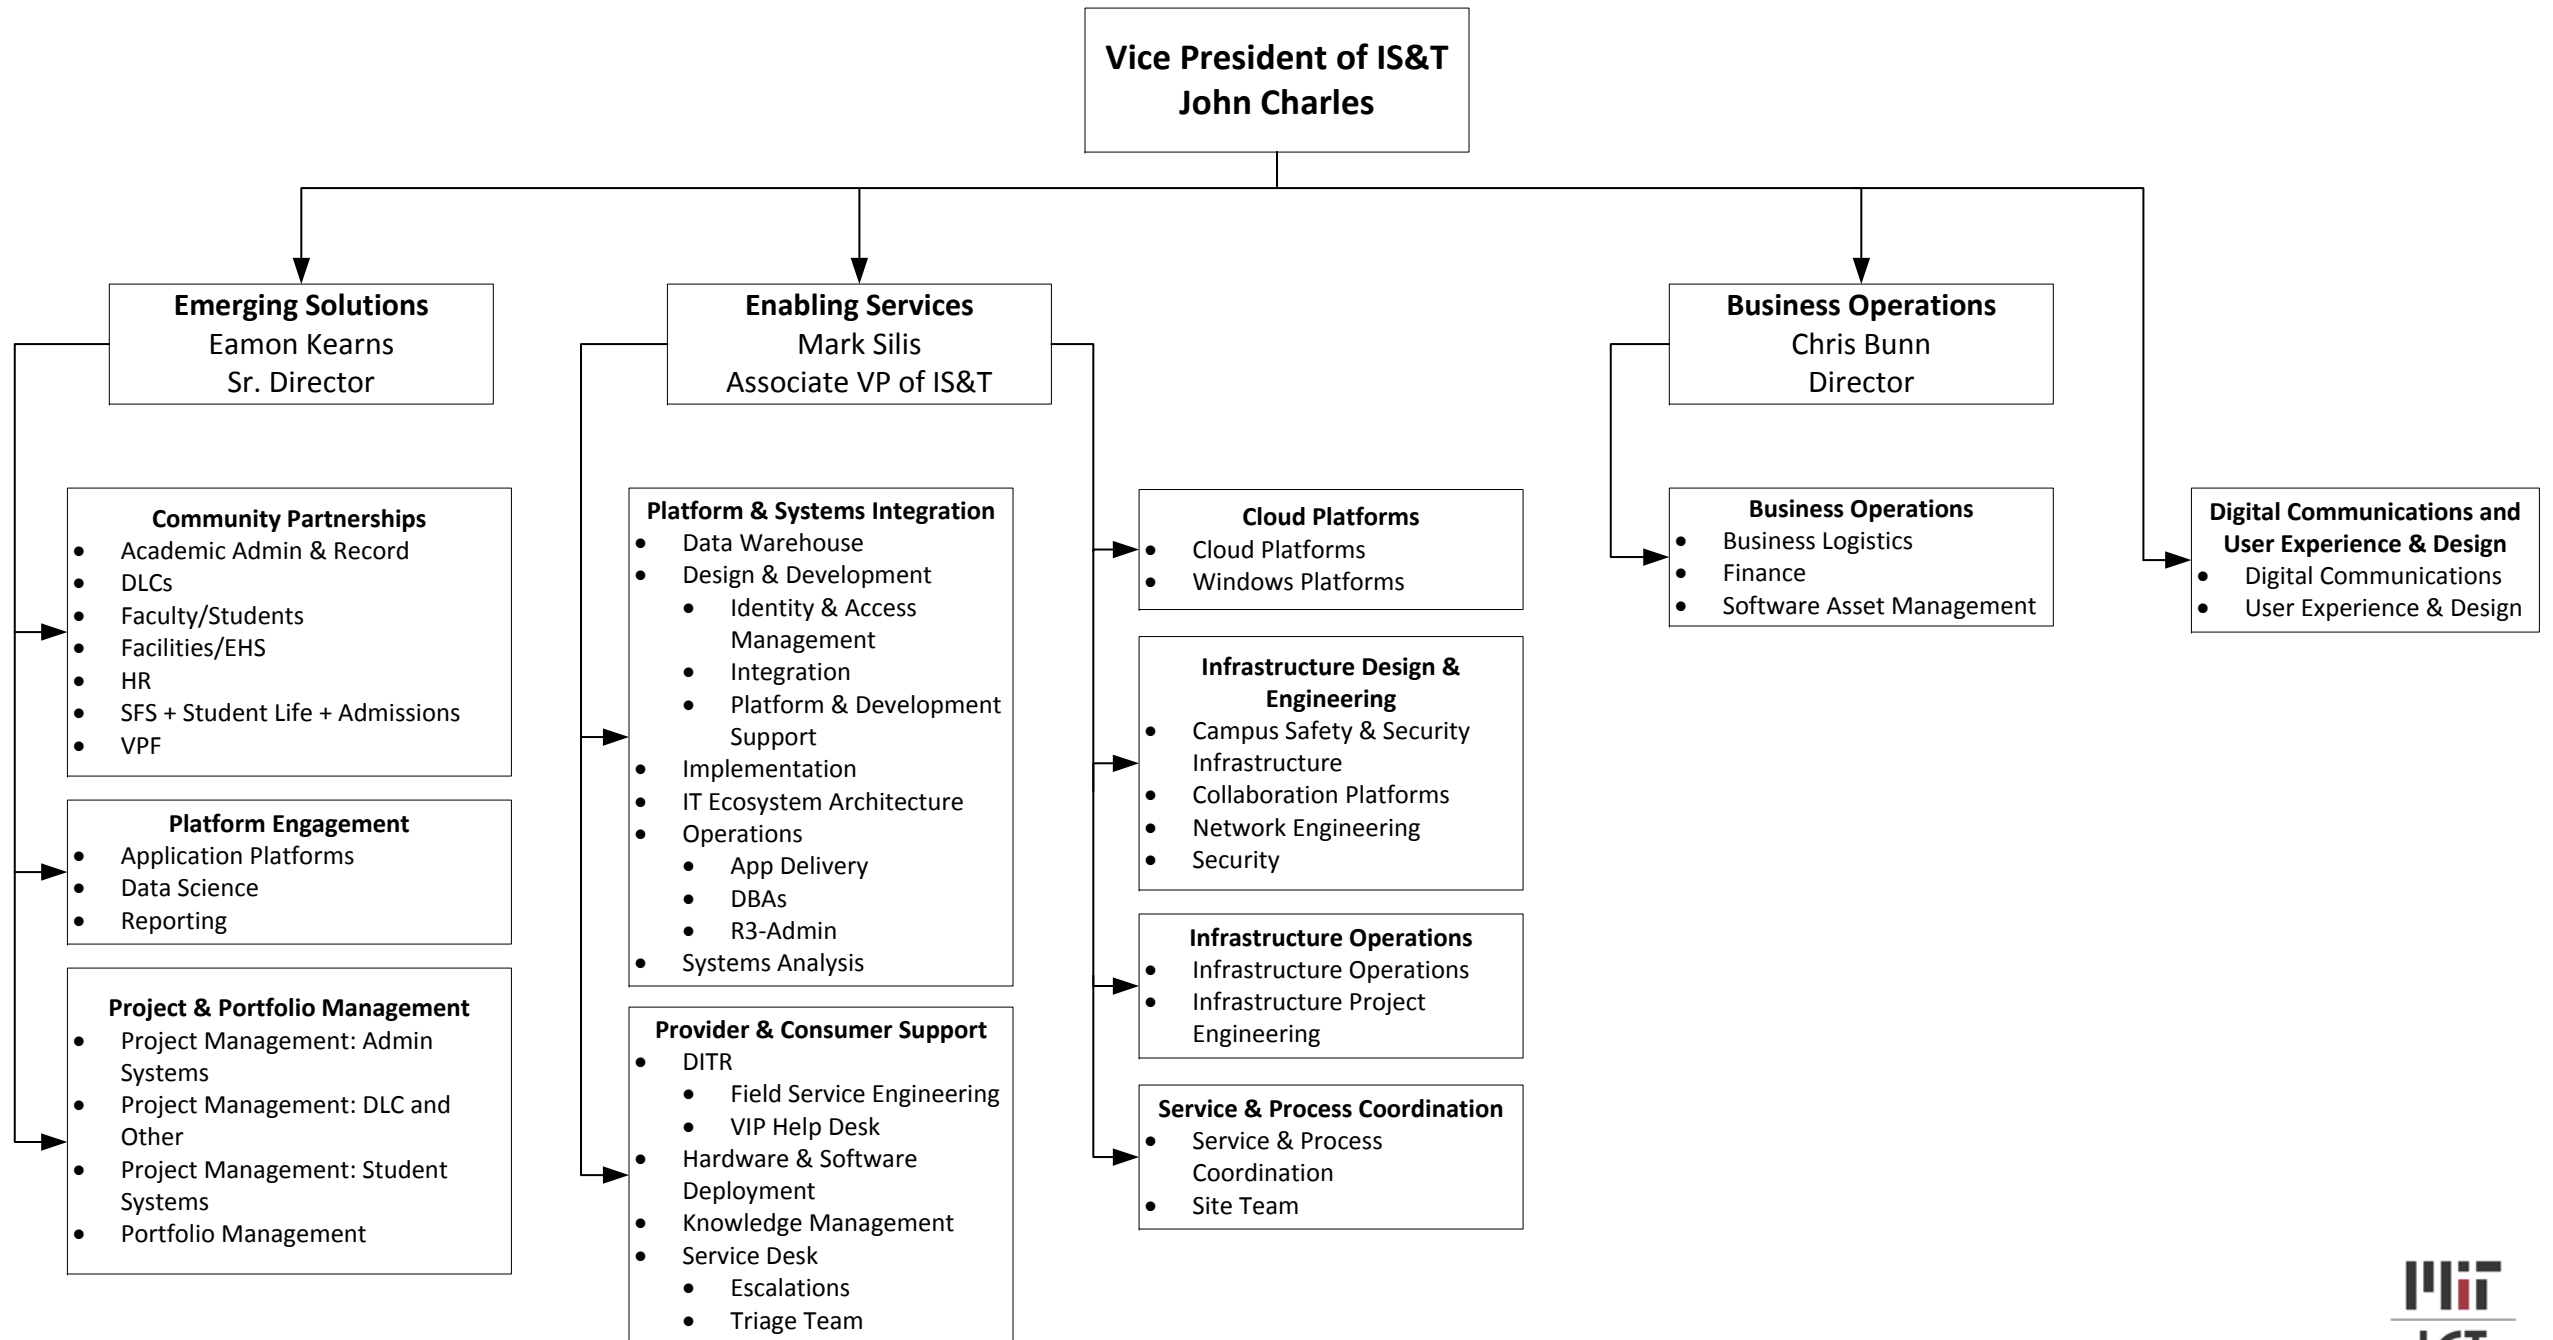 Vice President of IS&T
John Charles
Emerging Solutions
Eamon Kearns
Sr. Director
Enabling Services
Mark Silis
Associate VP of IS&T
Business Operations
Chris Bunn
Director
Community Partnerships
• Academic Admin & Record
• DLCs
• Faculty/Students
• Facilities/EHS
• HR
• SFS + Student Life + Admissions
• VPF
Platform Engagement
• Application Platforms
• Data Science
• Reporting
Project & Portfolio Management
• Project Management: Admin
Systems
• Project Management: DLC and
Other
• Project Management: Student
Systems
• Portfolio Management
Platform & Systems Integration
• Data Warehouse
• Design & Development
• Identity & Access
Management
• Integration
• Platform & Development
Support
• Implementation
• IT Ecosystem Architecture
• Operations
• App Delivery
• DBAs
• R3-Admin
• Systems Analysis
Provider & Consumer Support
• DITR
• Field Service Engineering
• VIP Help Desk
• Hardware & Software
Deployment
• Knowledge Management
• Service Desk
• Escalations
• Triage Team
Cloud Platforms
• Cloud Platforms
• Windows Platforms
Infrastructure Design &
Engineering
• Campus Safety & Security
Infrastructure
• Collaboration Platforms
• Network Engineering
• Security
Infrastructure Operations
• Infrastructure Operations
• Infrastructure Project
Engineering
Service & Process Coordination
• Service & Process
Coordination
• Site Team
Business Operations
• Business Logistics
• Finance
• Software Asset Management
Digital Communications and
User Experience & Design
• Digital Communications
• User Experience & Design
MIT